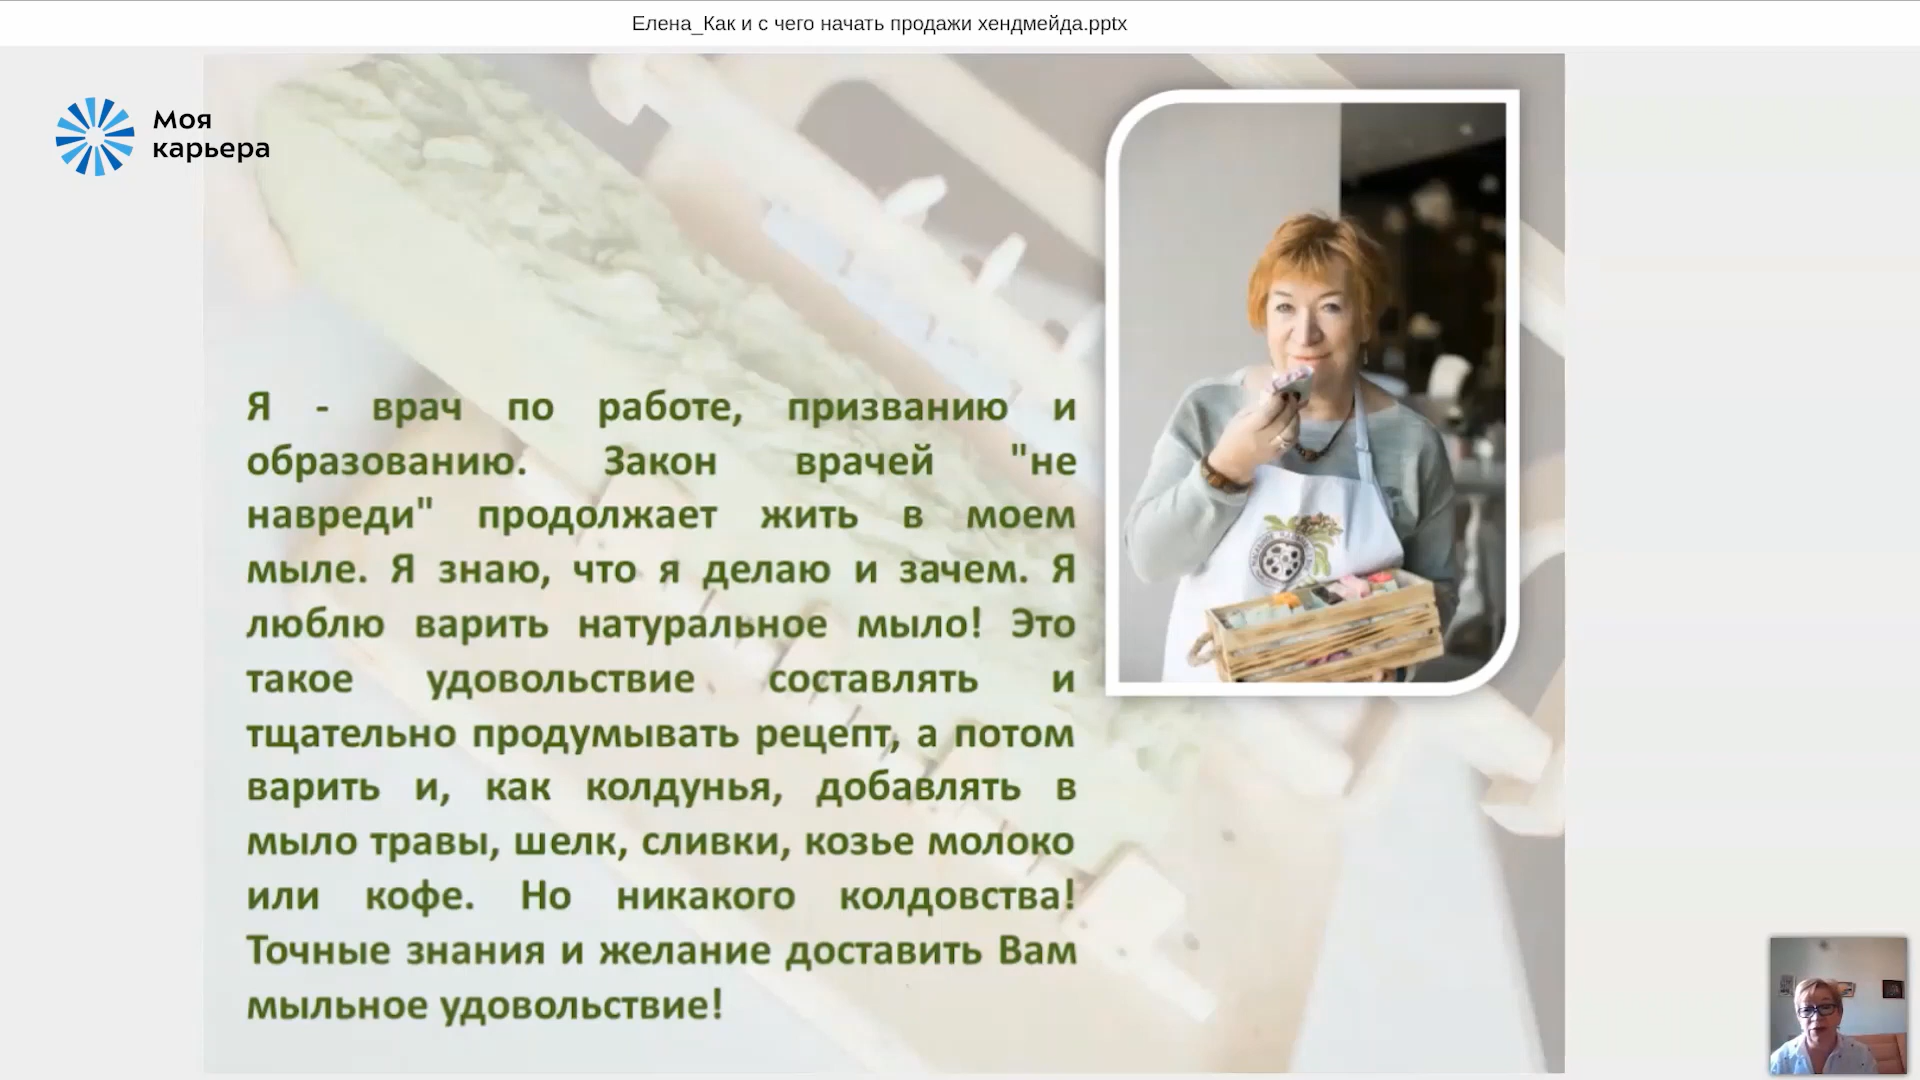 Елена_Как и с чего начать продажи хендмейда.pptx
Моя
карьера
Я - врач по работе, призванию и
образованию. Закон врачей "не
навреди" продолжает жить в моем
мыле. Я знаю, что я делаю и зачем. Я
люблю варить натуральное мыло! Это
такое удовольствие составлять и
тщательно продумывать рецепт, а потом
варить и, как колдунья, добавлять в
мыло травы, шелк, сливки, козье молоко
или кофе. Но никакого колдовства!
Точные знания и желание доставить Вам
мыльное удовольствие!